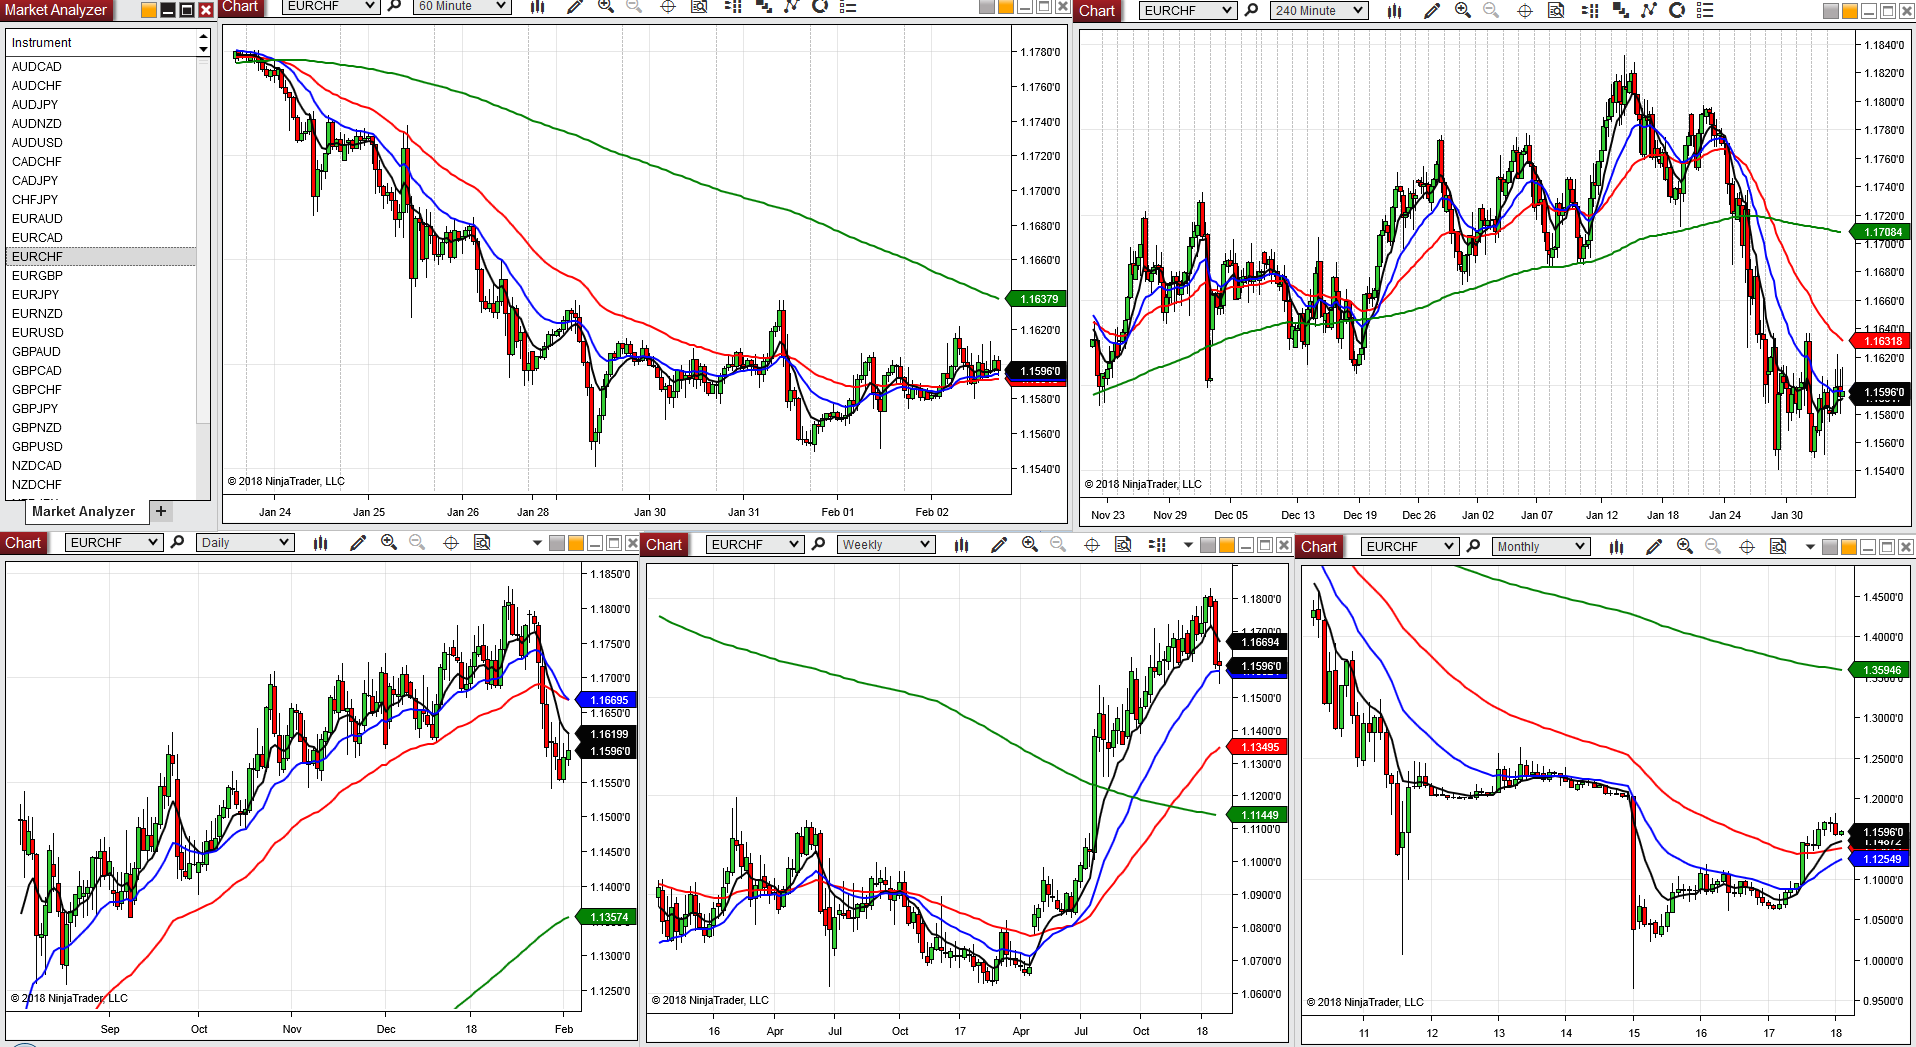 Market Analyzer
Instrument
AUDCAD
AUDCHF
AUDJPY
AUDNZD
AUDUSD
CADCHF
CADJPY
CHFJPY
EURAUD
EURCAD
EURCHF
EURGBP
EURJPY
EURNZD
EURUSD
GBPAUD
GBPCAD
GBPCHF
GBPJPY
GBPNZD
GBPUSD
NZDCAD
NZDCHF
Market Analyzer +
Chart EURCHF 60 Minute
1.1780'0
1.1760'0
1.1740'0
1.1720'0
1.1700'0
1.1680'0
1.1660'0
1.16379
1.1620'0
1.1596'0
1.1580'0
1.1560'0
1.1540'0
© 2018 NinjaTrader, LLC
Jan 24 Jan 25 Jan 26 Jan 28 Jan 30 Jan 31 Feb 01 Feb 02
Chart EURCHF 240 Minute
1.1840'0
1.1820'0
1.1800'0
1.1780'0
1.1760'0
1.1740'0
1.1720'0
1.17084
1.1700'0
1.1680'0
1.1660'0
1.1640'0
1.16318
1.1620'0
1.1596'0
1.1580'0
1.1560'0
1.1540'0
© 2018 NinjaTrader, LLC
Nov 23 Nov 29 Dec 05 Dec 13 Dec 19 Dec 26 Jan 02 Jan 07 Jan 12 Jan 18 Jan 24 Jan 30
Chart EURCHF Daily
1.1850'0
1.1800'0
1.1750'0
1.1700'0
1.16695
1.1650'0
1.16199
1.1596'0
1.1550'0
1.1500'0
1.1450'0
1.1400'0
1.13574
1.1300'0
1.1250'0
© 2018 NinjaTrader, LLC
Sep Oct Nov Dec 18 Feb
Chart EURCHF Weekly
1.1800'0
1.16694
1.1596'0
1.1500'0
1.1400'0
1.13495
1.1300'0
1.1200'0
1.11449
1.1100'0
1.1000'0
1.0900'0
1.0800'0
1.0700'0
1.0600'0
© 2018 NinjaTrader, LLC
16 Apr Jul Oct 17 Apr Jul Oct 18
Chart EURCHF Monthly
1.4500'0
1.4000'0
1.35946
1.3000'0
1.2500'0
1.2000'0
1.1596'0
1.12549
1.1000'0
1.0500'0
1.0000'0
0.9500'0
© 2018 NinjaTrader, LLC
11 12 13 14 15 16 17 18